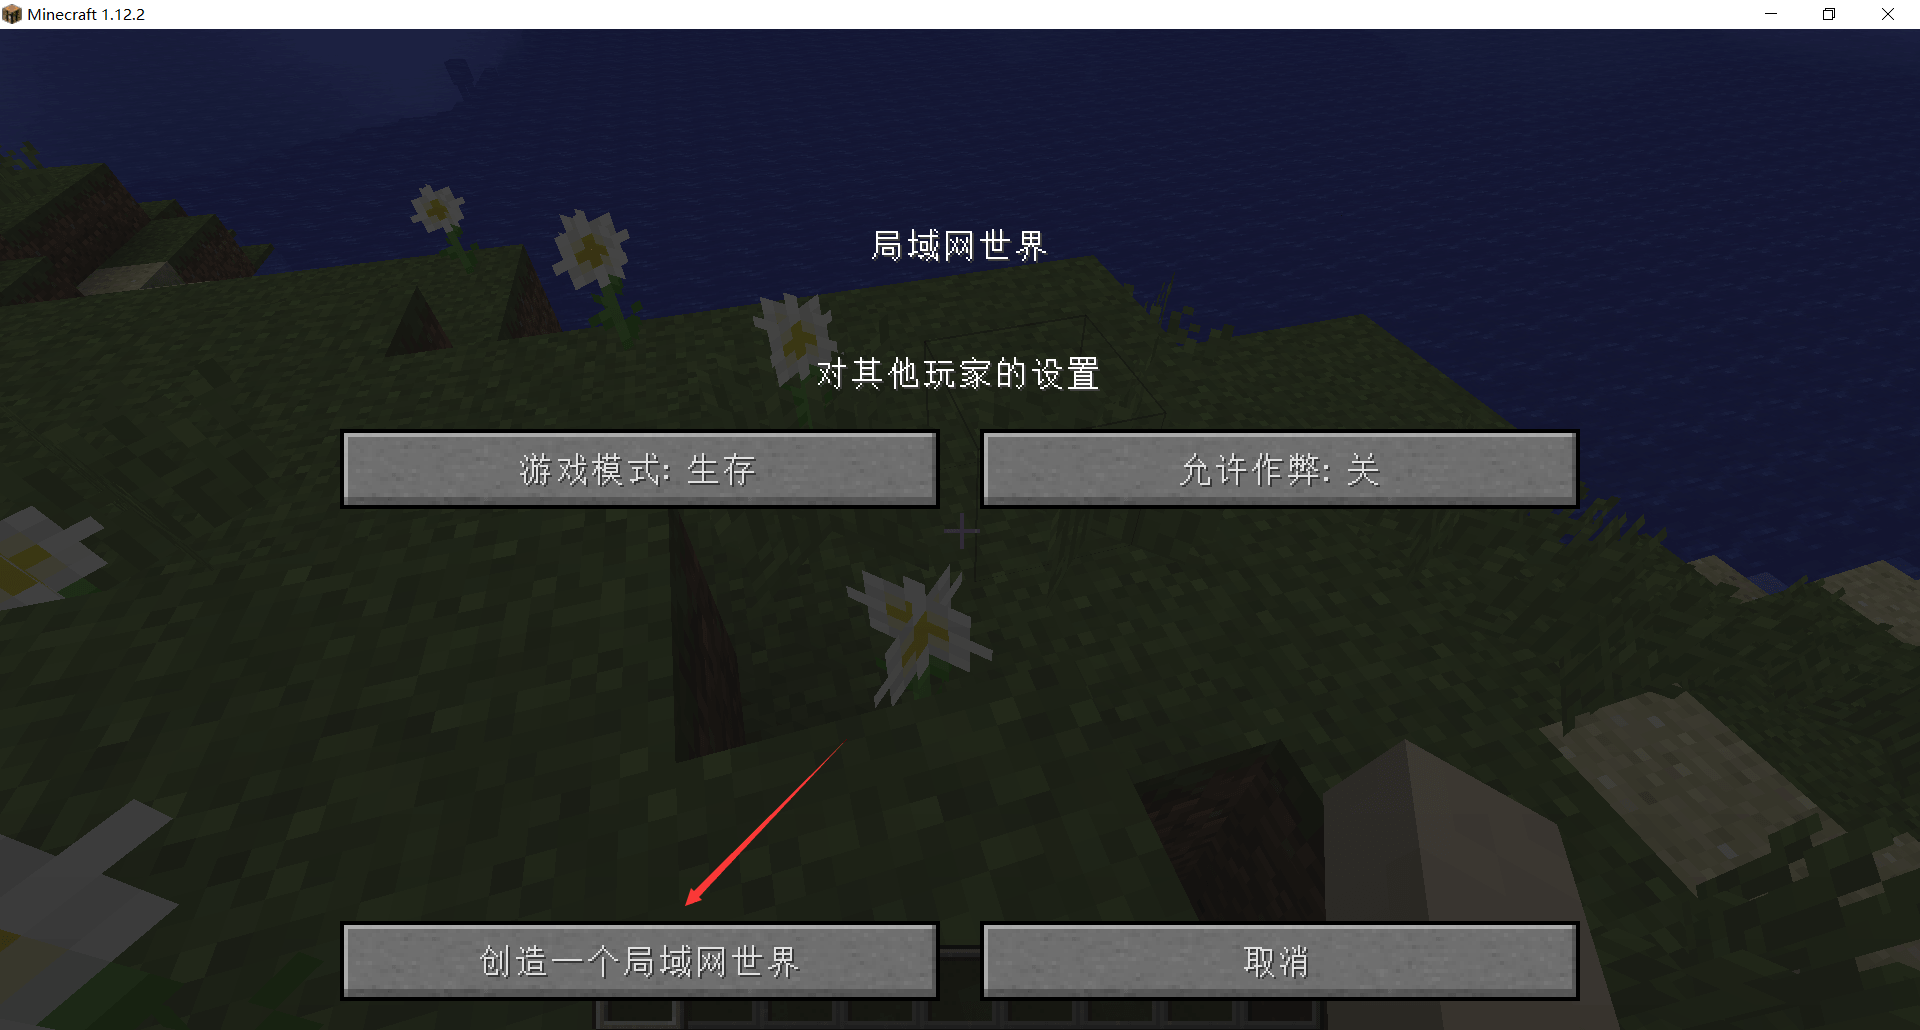 Minecraft 1.12.2
局域网世界
对其他玩家的设置
游戏模式: 生存
允许作弊: 关
创造一个局域网世界
取消